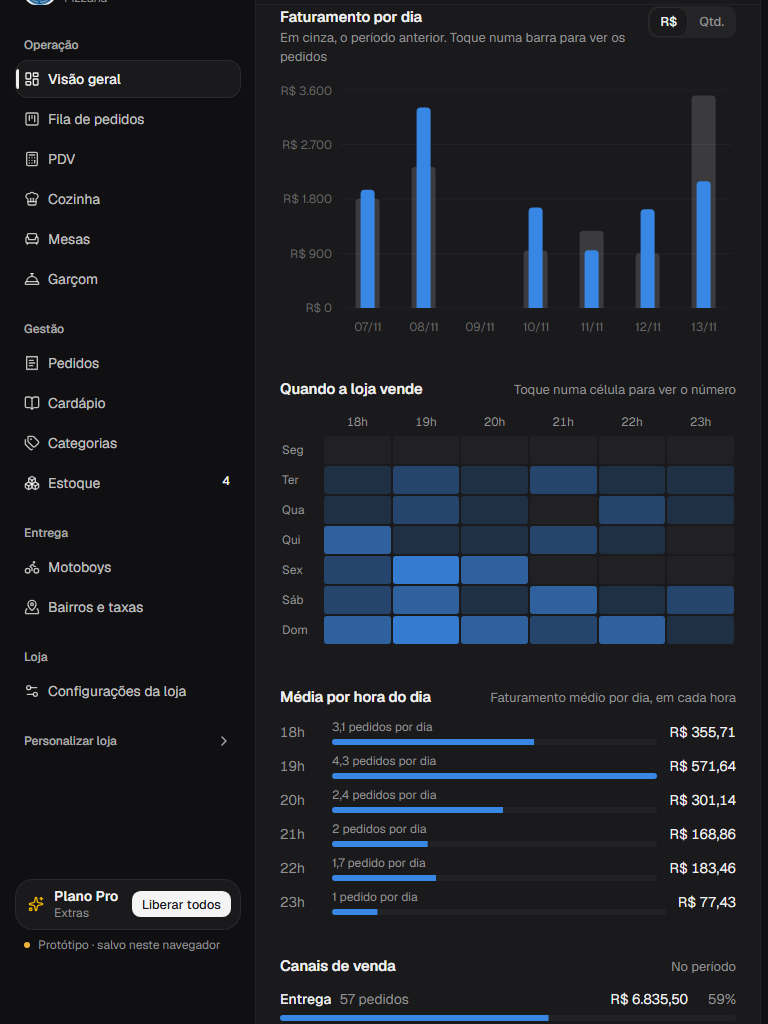 Operação
Visão geral
Fila de pedidos
PDV
Cozinha
Mesas
Garçom
Gestão
Pedidos
Cardápio
Categorias
Estoque 4
Entrega
Motoboys
Bairros e taxas
Loja
Configurações da loja
Personalizar loja
Plano Pro
Extras
Liberar todos
Protótipo · salvo neste navegador
Faturamento por dia
Em cinza, o período anterior. Toque numa barra para ver os
pedidos
R$ Qtd.
R$ 3.600
R$ 2.700
R$ 1.800
R$ 900
R$ 0
07/11 08/11 09/11 10/11 11/11 12/11 13/11
Quando a loja vende Toque numa célula para ver o número
18h 19h 20h 21h 22h 23h
Seg
Ter
Qua
Qui
Sex
Sáb
Dom
Média por hora do dia Faturamento médio por dia, em cada hora
18h 3,1 pedidos por dia R$ 355,71
19h 4,3 pedidos por dia R$ 571,64
20h 2,4 pedidos por dia R$ 301,14
21h 2 pedidos por dia R$ 168,86
22h 1,7 pedido por dia R$ 183,46
23h 1 pedido por dia R$ 77,43
Canais de venda No período
Entrega 57 pedidos R$ 6.835,50 59%